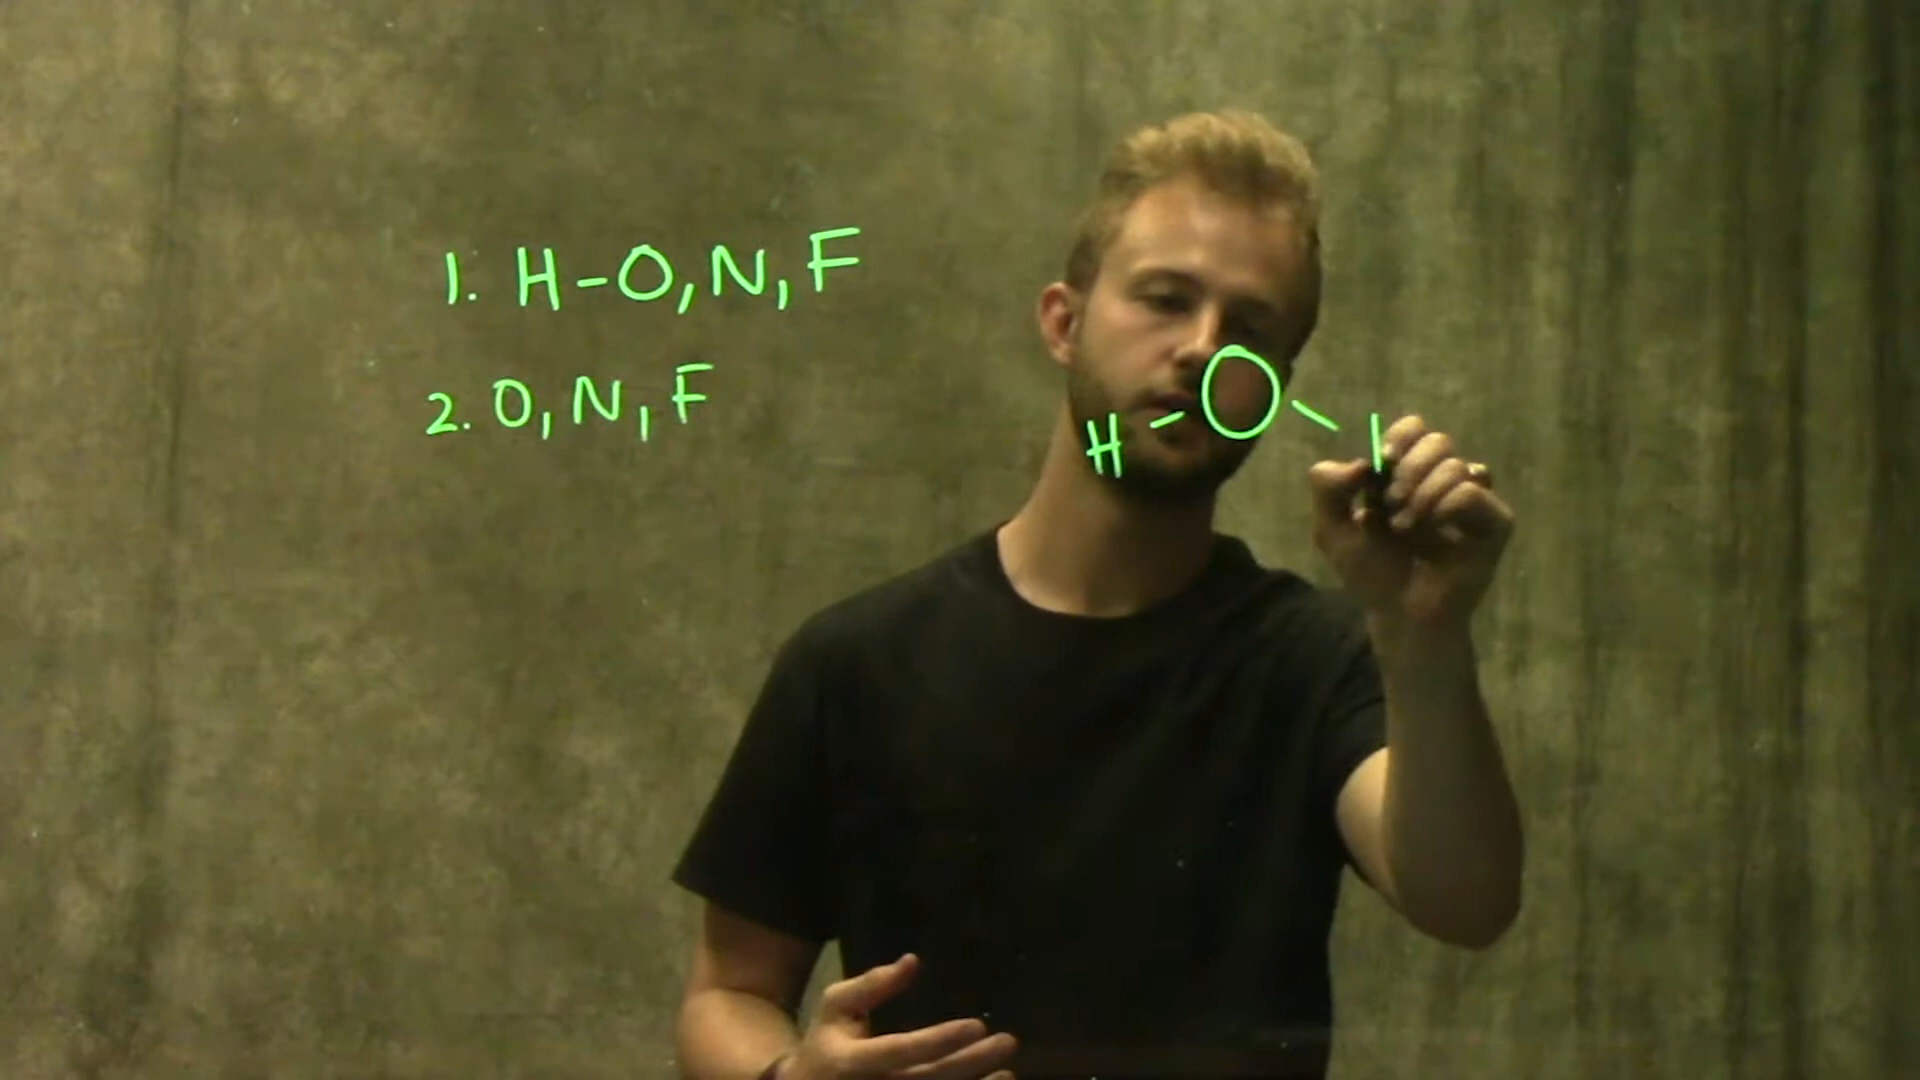 1. H-O, N, F
2. O, N, F
H - O - I